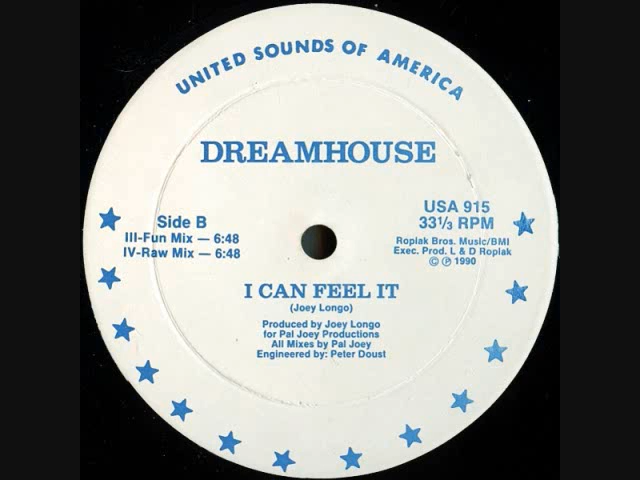 UNITED SOUNDS OF AMERICA
DREAMHOUSE
Side B
III-Fun Mix — 6:48
IV-Raw Mix — 6:48
USA 915
33⅓ RPM
Ropiak Bros. Music/BMI
Exec. Prod. L & D Ropiak
© ℗ 1990
I CAN FEEL IT
(Joey Longo)
Produced by Joey Longo
for Pal Joey Productions
All Mixes by Pal Joey
Engineered by: Peter Doust